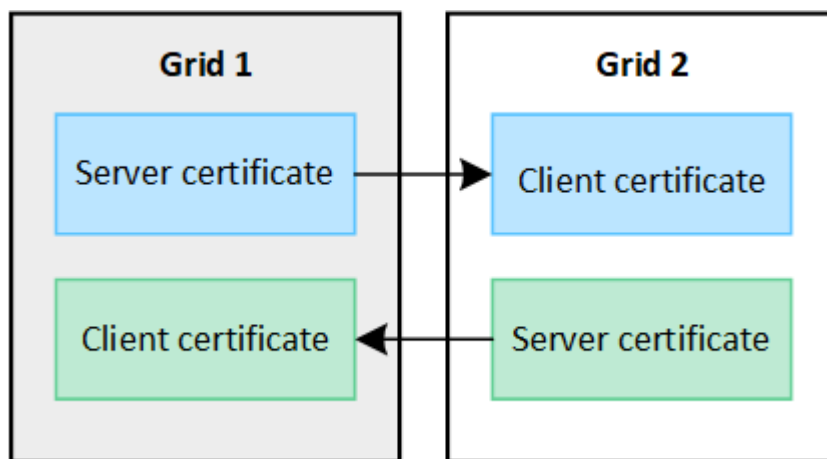 Grid 1
Server certificate
Client certificate
Grid 2
Client certificate
Server certificate